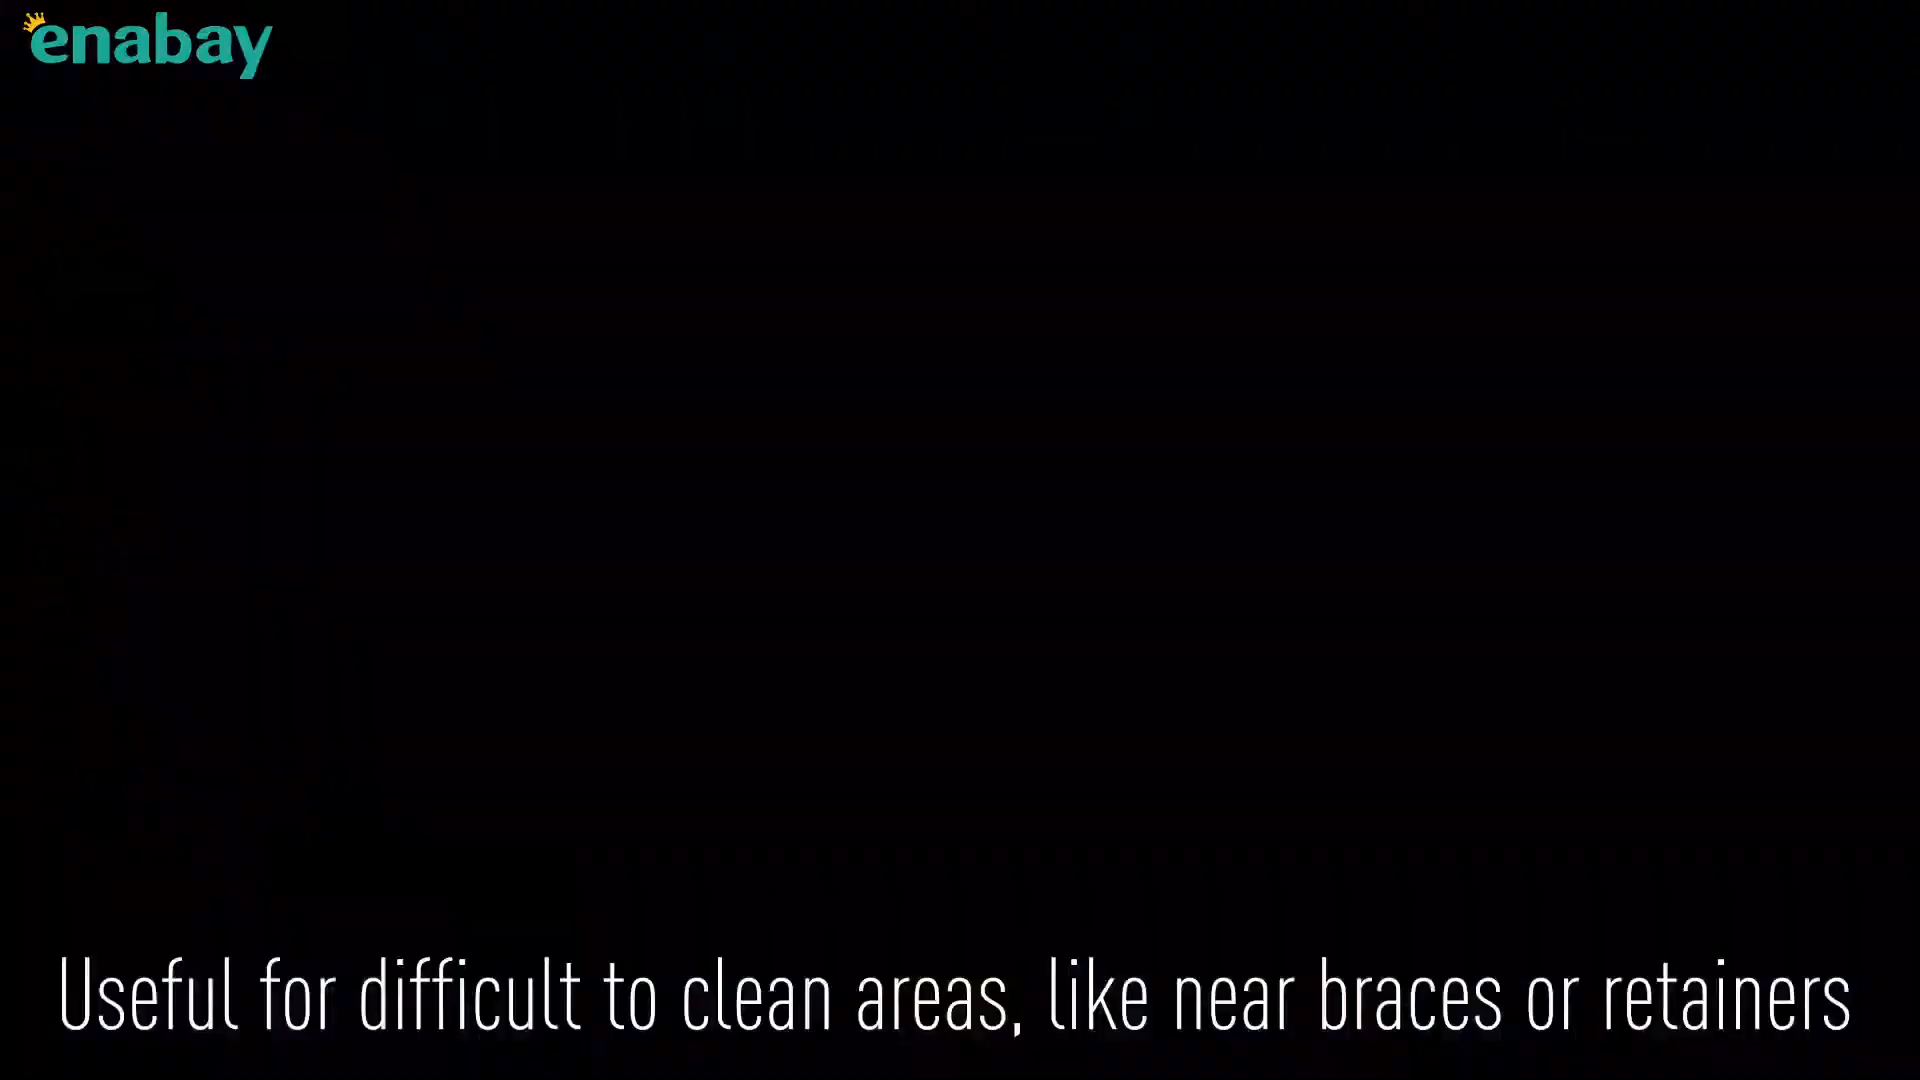 enabay
Useful for difficult to clean areas, like near braces or retainers